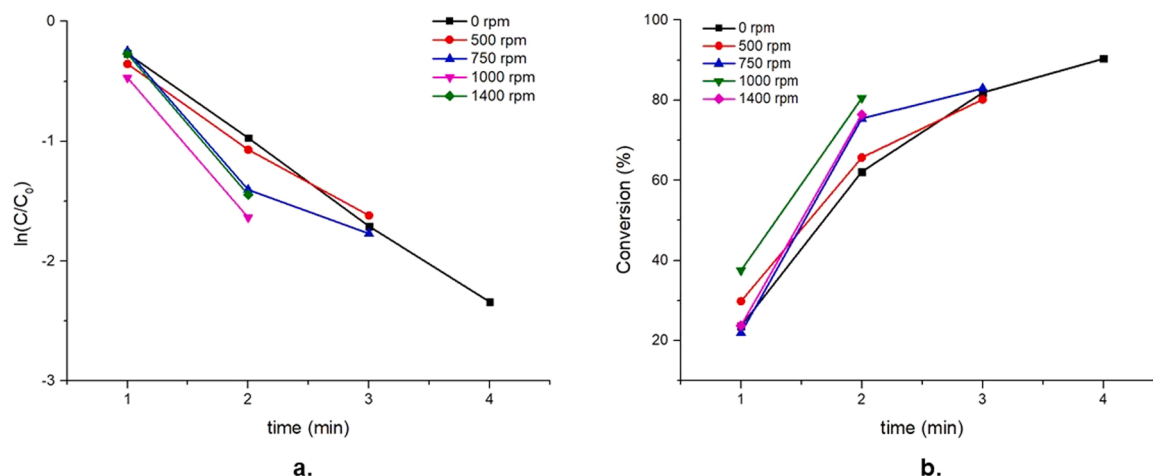 -0
-1
-2
-3
ln(C/C₀)
1 2 3 4
time (min)
0 rpm
500 rpm
750 rpm
1000 rpm
1400 rpm
a.
100
80
60
40
20
Conversion (%)
1 2 3 4
time (min)
0 rpm
500 rpm
750 rpm
1000 rpm
1400 rpm
b.